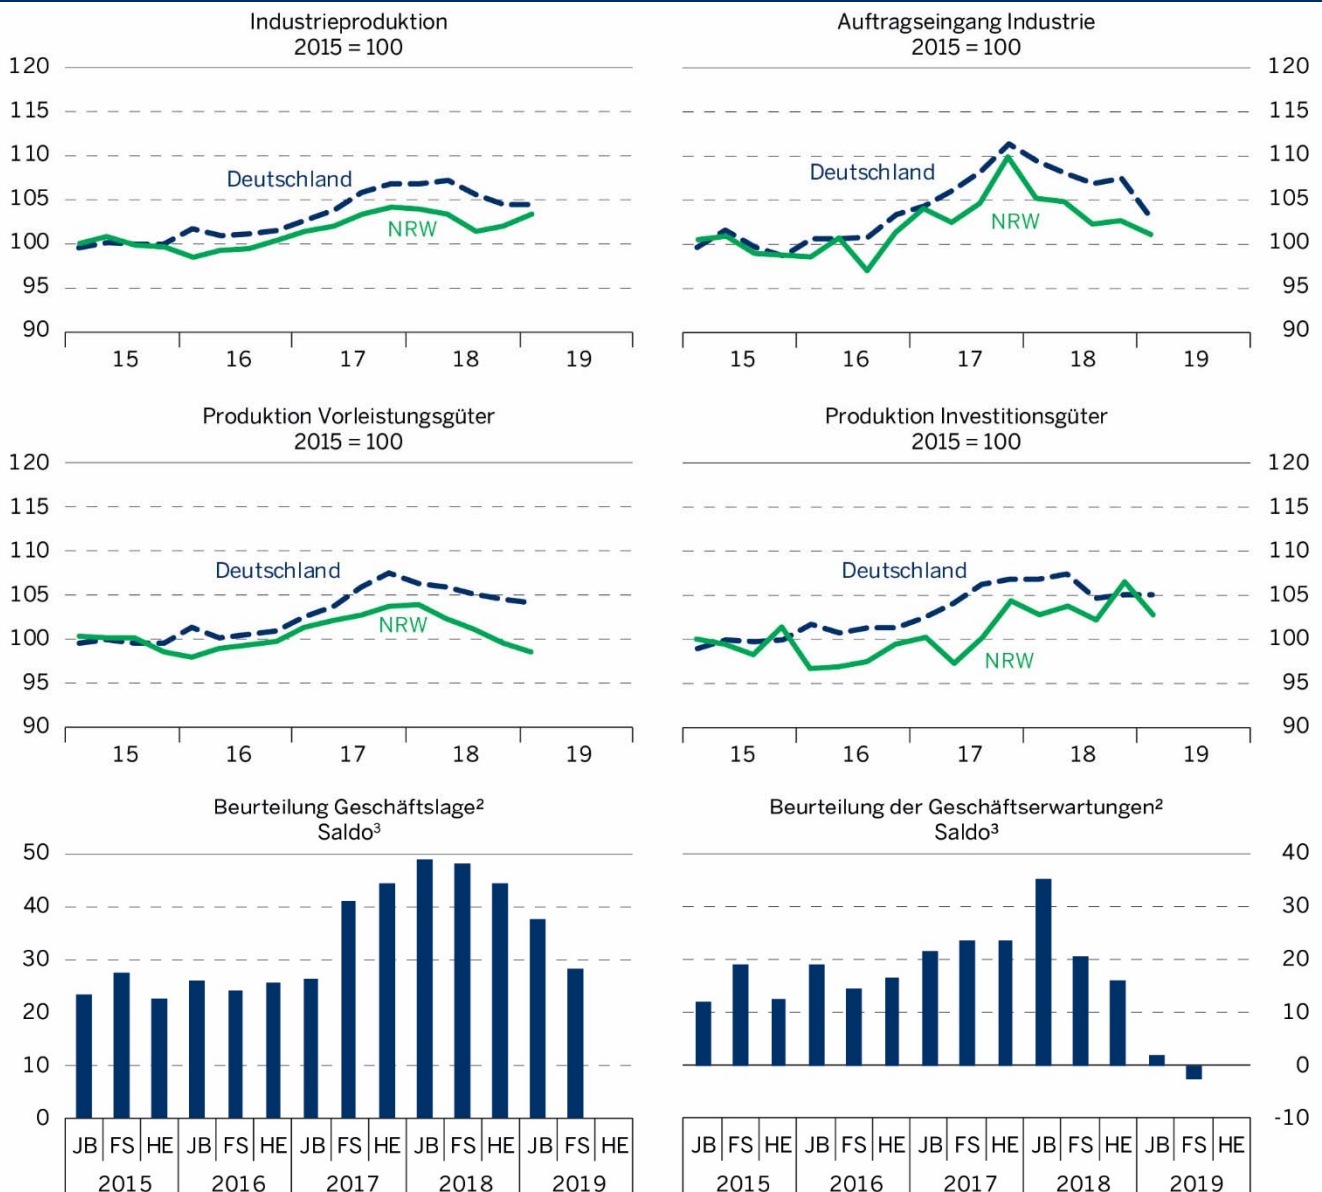 Industrieproduktion
2015 = 100
120
115
110
105
100
95
90
Deutschland
NRW
15 16 17 18 19
Auftragseingang Industrie
2015 = 100
120
115
110
105
100
95
90
Deutschland
NRW
15 16 17 18 19
Produktion Vorleistungsgüter
2015 = 100
120
115
110
105
100
95
90
Deutschland
NRW
15 16 17 18 19
Produktion Investitionsgüter
2015 = 100
120
115
110
105
100
95
90
Deutschland
NRW
15 16 17 18 19
Beurteilung Geschäftslage²
Saldo³
50
40
30
20
10
0
JB FS HE JB FS HE JB FS HE JB FS HE JB FS HE
2015 2016 2017 2018 2019
Beurteilung der Geschäftserwartungen²
Saldo³
40
30
20
10
0
-10
JB FS HE JB FS HE JB FS HE JB FS HE JB FS HE
2015 2016 2017 2018 2019